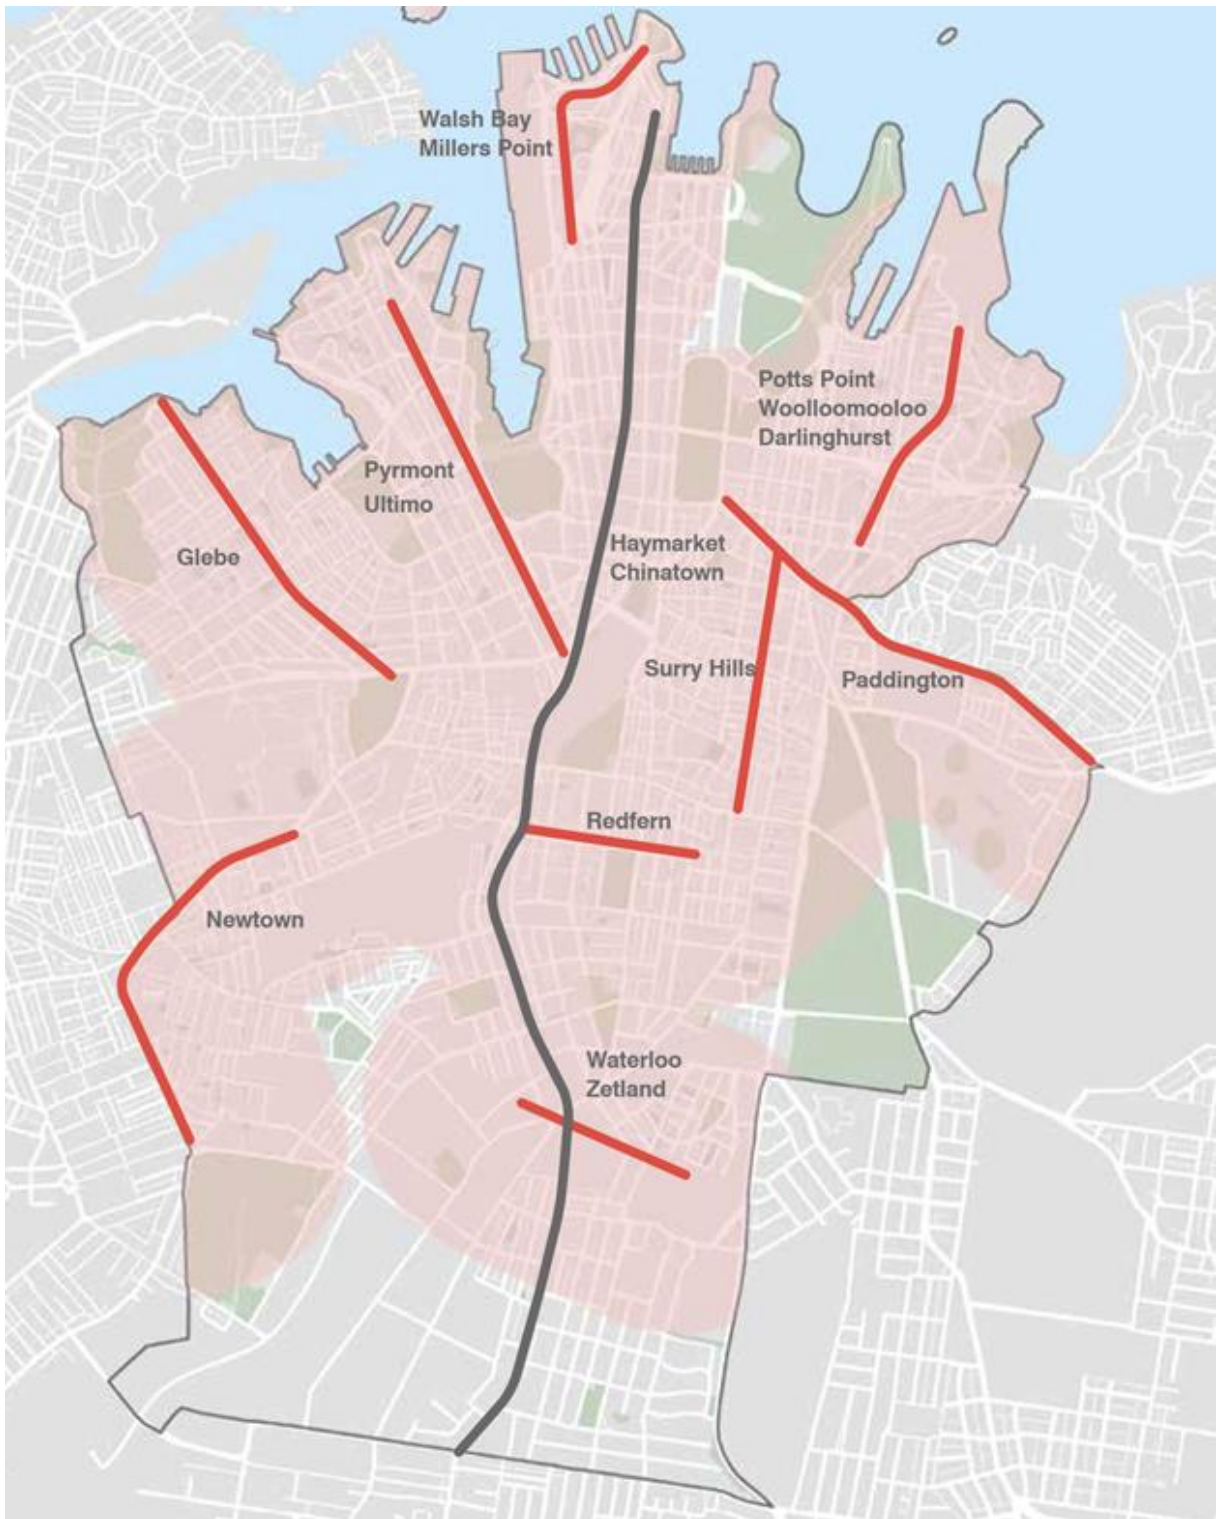 Walsh Bay
Millers Point
Potts Point
Woolloomooloo
Darlinghurst
Pyrmont
Ultimo
Glebe
Haymarket
Chinatown
Surry Hills
Paddington
Redfern
Newtown
Waterloo
Zetland